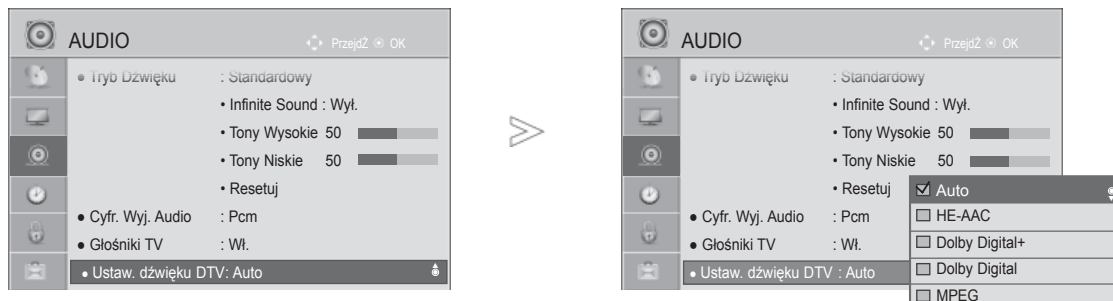 AUDIO
PrzejdŹ OK
• Tryb Dźwięku : Standardowy
• Infinite Sound : Wył.
• Tony Wysokie 50
• Tony Niskie 50
• Resetuj
• Cyfr. Wyj. Audio : Pcm
• Głośniki TV : Wł.
• Ustaw. dźwięku DTV: Auto
AUDIO
PrzejdŹ OK
• Tryb Dźwięku : Standardowy
• Infinite Sound : Wył.
• Tony Wysokie 50
• Tony Niskie 50
• Resetuj
• Cyfr. Wyj. Audio : Pcm
• Głośniki TV : Wł.
• Ustaw. dźwięku DTV : Auto
Auto
HE-AAC
Dolby Digital+
Dolby Digital
MPEG